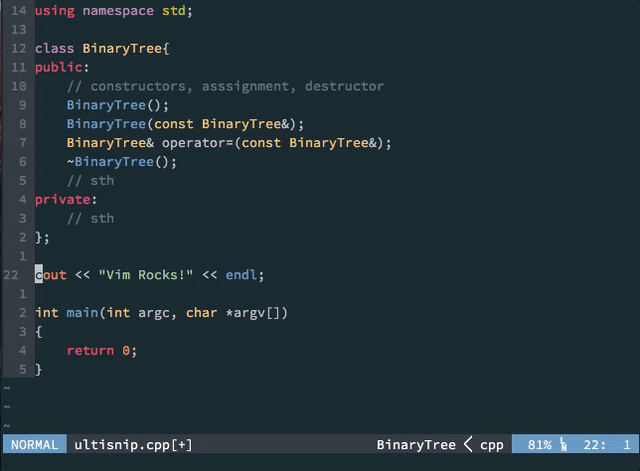 14 using namespace std;
13
12 class BinaryTree{
11 public:
10     // constructors, asssignment, destructor
9     BinaryTree();
8     BinaryTree(const BinaryTree&);
7     BinaryTree& operator=(const BinaryTree&);
6     ~BinaryTree();
5     // sth
4 private:
3     // sth
2 };
1
22 cout << "Vim Rocks!" << endl;
1
2 int main(int argc, char *argv[])
3 {
4     return 0;
5 }
~
~
~
NORMAL ultisnip.cpp[+] BinaryTree < cpp 81% ␤ 22: 1